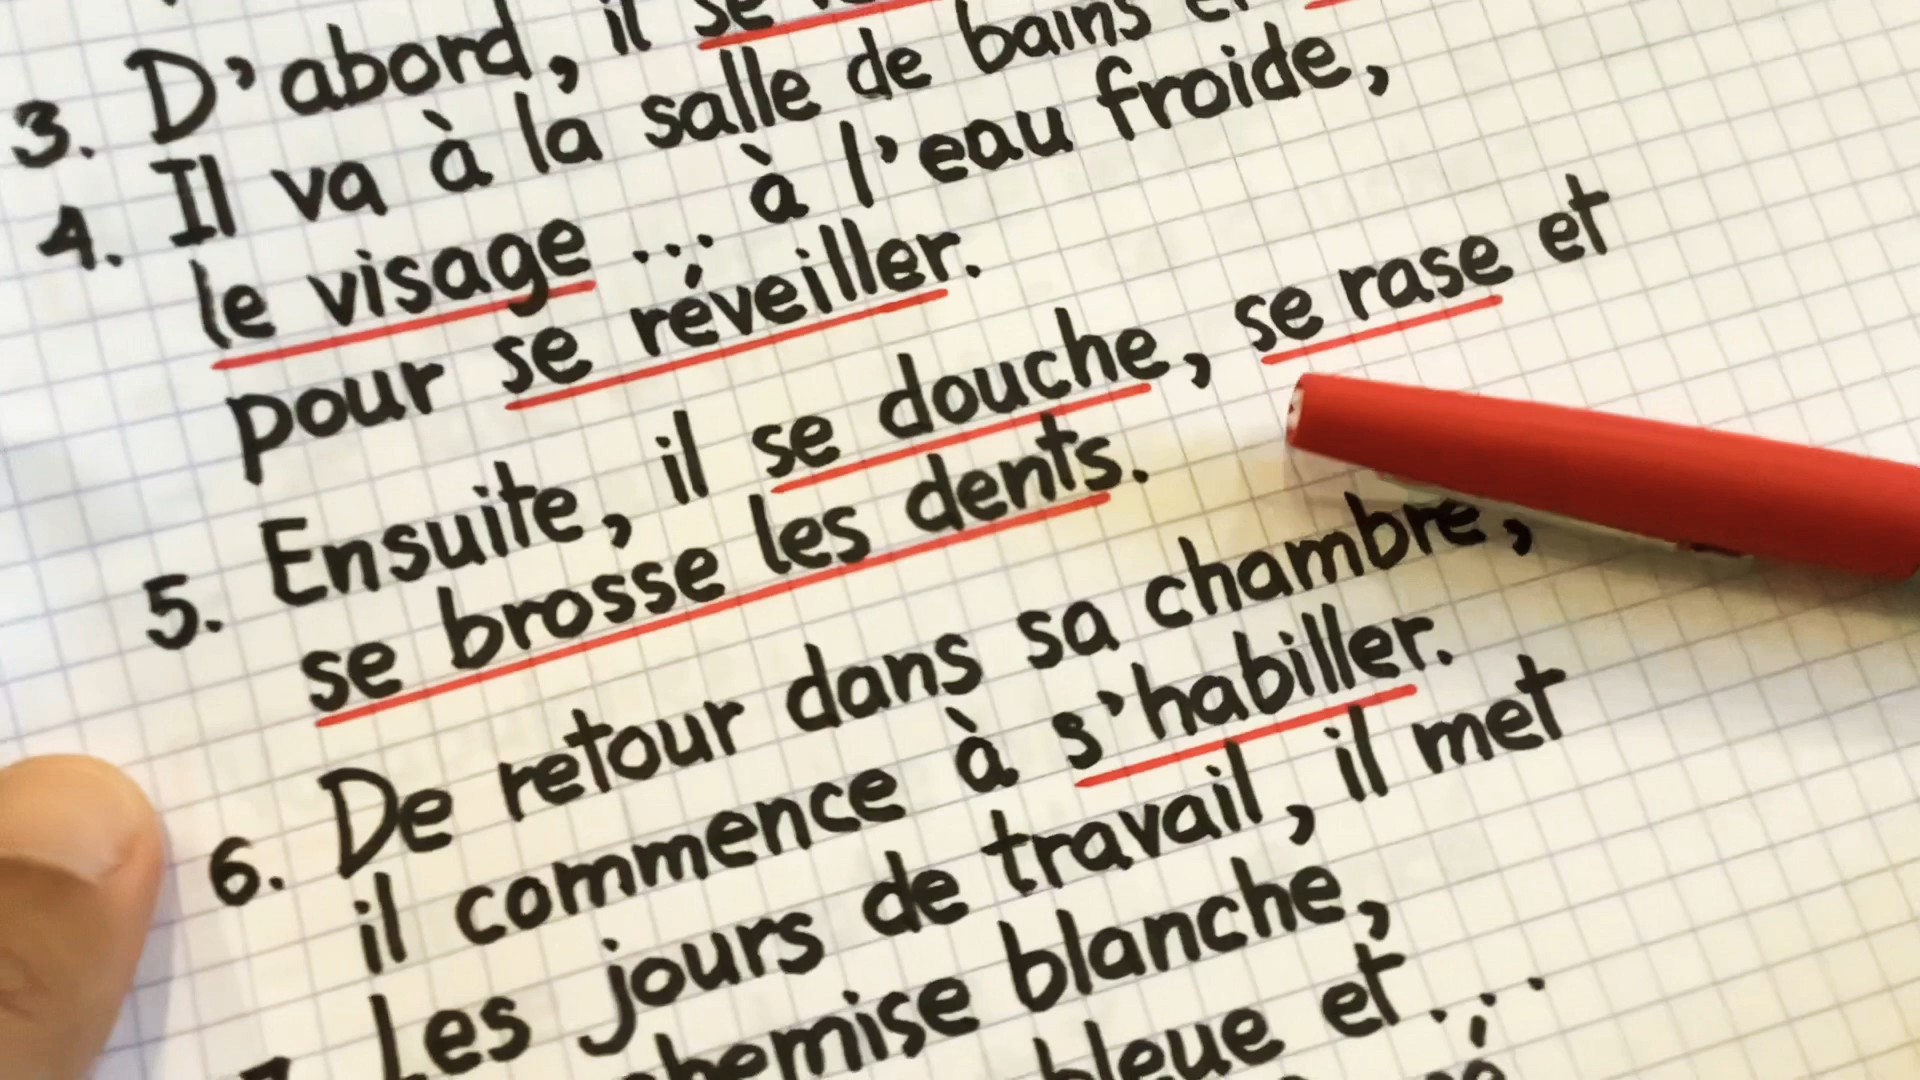 3. D'abord, il se
4. Il va à la salle de bains et
le visage ... à l'eau froide,
pour se réveiller.
5. Ensuite, il se douche, se rase et
se brosse les dents.
6. De retour dans sa chambre,
il commence à s'habiller.
Les jours de travail, il met
chemise blanche,
bleue et ...